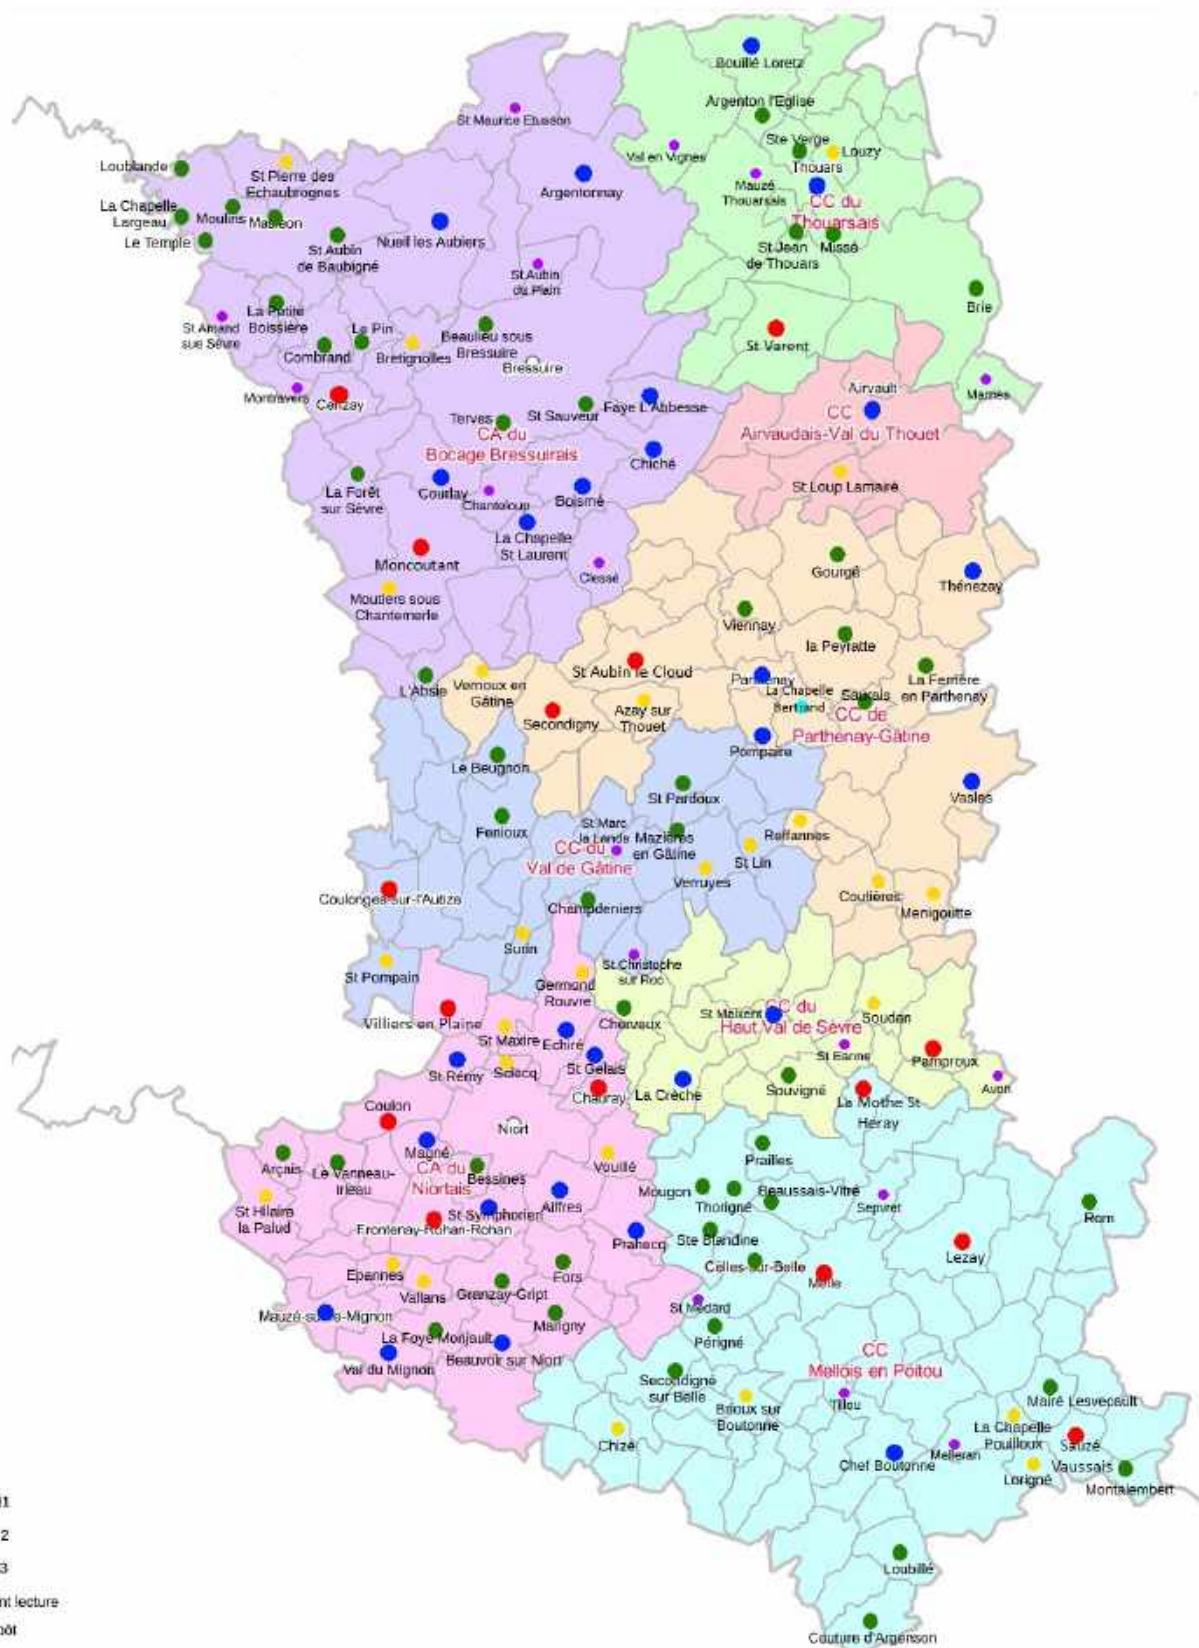 Bouillé Loretz
Argenton l'Eglise
St Maurice Etusson
Ste Verge
Louzy
Val en Vignes
Thouars
Loublande
St Pierre des
Echaubrognes
Argentonnay
Mauzé
Thouarsais
CC du
Thouarsais
La Chapelle
Largeau
Moulins
Mauléon
Le Temple
St Aubin
de Baubigné
Nueil les Aubiers
St Jean
de Thouars
Missé
St Aubin
du Plain
Brie
La Petite
Boissière
St Amand
sue Sèvre
Combrand
Le Pin
Bretignolles
Beaulieu sous
Bressuire
Bressuire
St Varent
Montravers
Cerizay
Airvault
Marnes
Terves
St Sauveur
Faye L'Abbesse
CC
Airvaudais-Val du Thouet
CA du
Bocage Bressuirais
Chiché
La Forêt
sur Sèvre
Courlay
Chanteloup
Boismé
St Loup Lamairé
La Chapelle
St Laurent
Moncoutant
Clessé
Gourgé
Thénezay
Moutiers sous
Chantemerle
Viennay
la Peyratte
L'Absie
Vernoux en
Gâtine
St Aubin le Cloud
Parthenay
La Chapelle
Bertrand
Saurais
La Ferrière
en Parthenay
Secondigny
Azay sur
Thouet
CC de
Parthenay-Gâtine
Pompaire
Le Beugnon
St Pardoux
Vasles
Fenioux
St Marc
la Lande
Mazières
en Gâtine
Reffannes
CC du
Val de Gâtine
St Lin
Verruyes
Coulonges-sur-l'Autize
Champdeniers
Coutières
Menigoutte
Surin
St Pompain
Germond
Rouvre
St Christophe
sur Roc
Villiers en Plaine
St Maxire
Echiré
Cherveux
St Maixent
CC du
Haut Val de Sèvre
Soudan
St Rémy
Sciecq
St Gelais
St Eanne
Pamproux
Chauray
La Crèche
Souvigné
Avon
Coulon
Niort
La Mothe St
Héray
Magné
Arçais
Le Vanneau-
Irleau
CA du
Niortais
Bessines
Vouillé
Prailles
St Hilaire
la Palud
St Symphorien
Aiffres
Mougon
Thorigné
Beaussais-Vitré
Sepvret
Rom
Frontenay-Rohan-Rohan
Prahecq
Ste Blandine
Lezay
Epannes
Vallans
Granzay-Gript
Fors
Celles-sur-Belle
Melle
Mauzé-sur-le-Mignon
Marigny
St Médard
La Foye Monjault
Périgné
Val du Mignon
Beauvoir sur Niort
CC
Mellois en Poitou
Secondigné
sur Belle
Brioux sur
Boutonne
Tillou
Mairé Lesvecault
Chizé
La Chapelle
Pouilloux
Sauzé
Vaussais
Chef Boutonne
Melleran
Lorigné
Montalembert
Loubillé
Couture d'Argenson
2
3
nt lecture